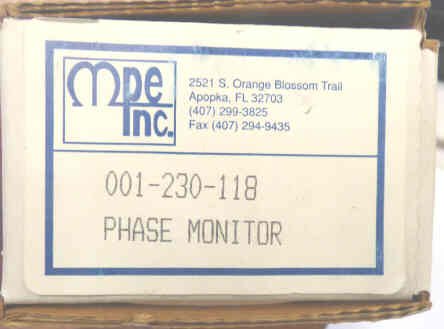 mpe
Inc.
2521 S. Orange Blossom Trail
Apopka, FL 32703
(407) 299-3825
Fax (407) 294-9435
001-230-118
PHASE MONITOR